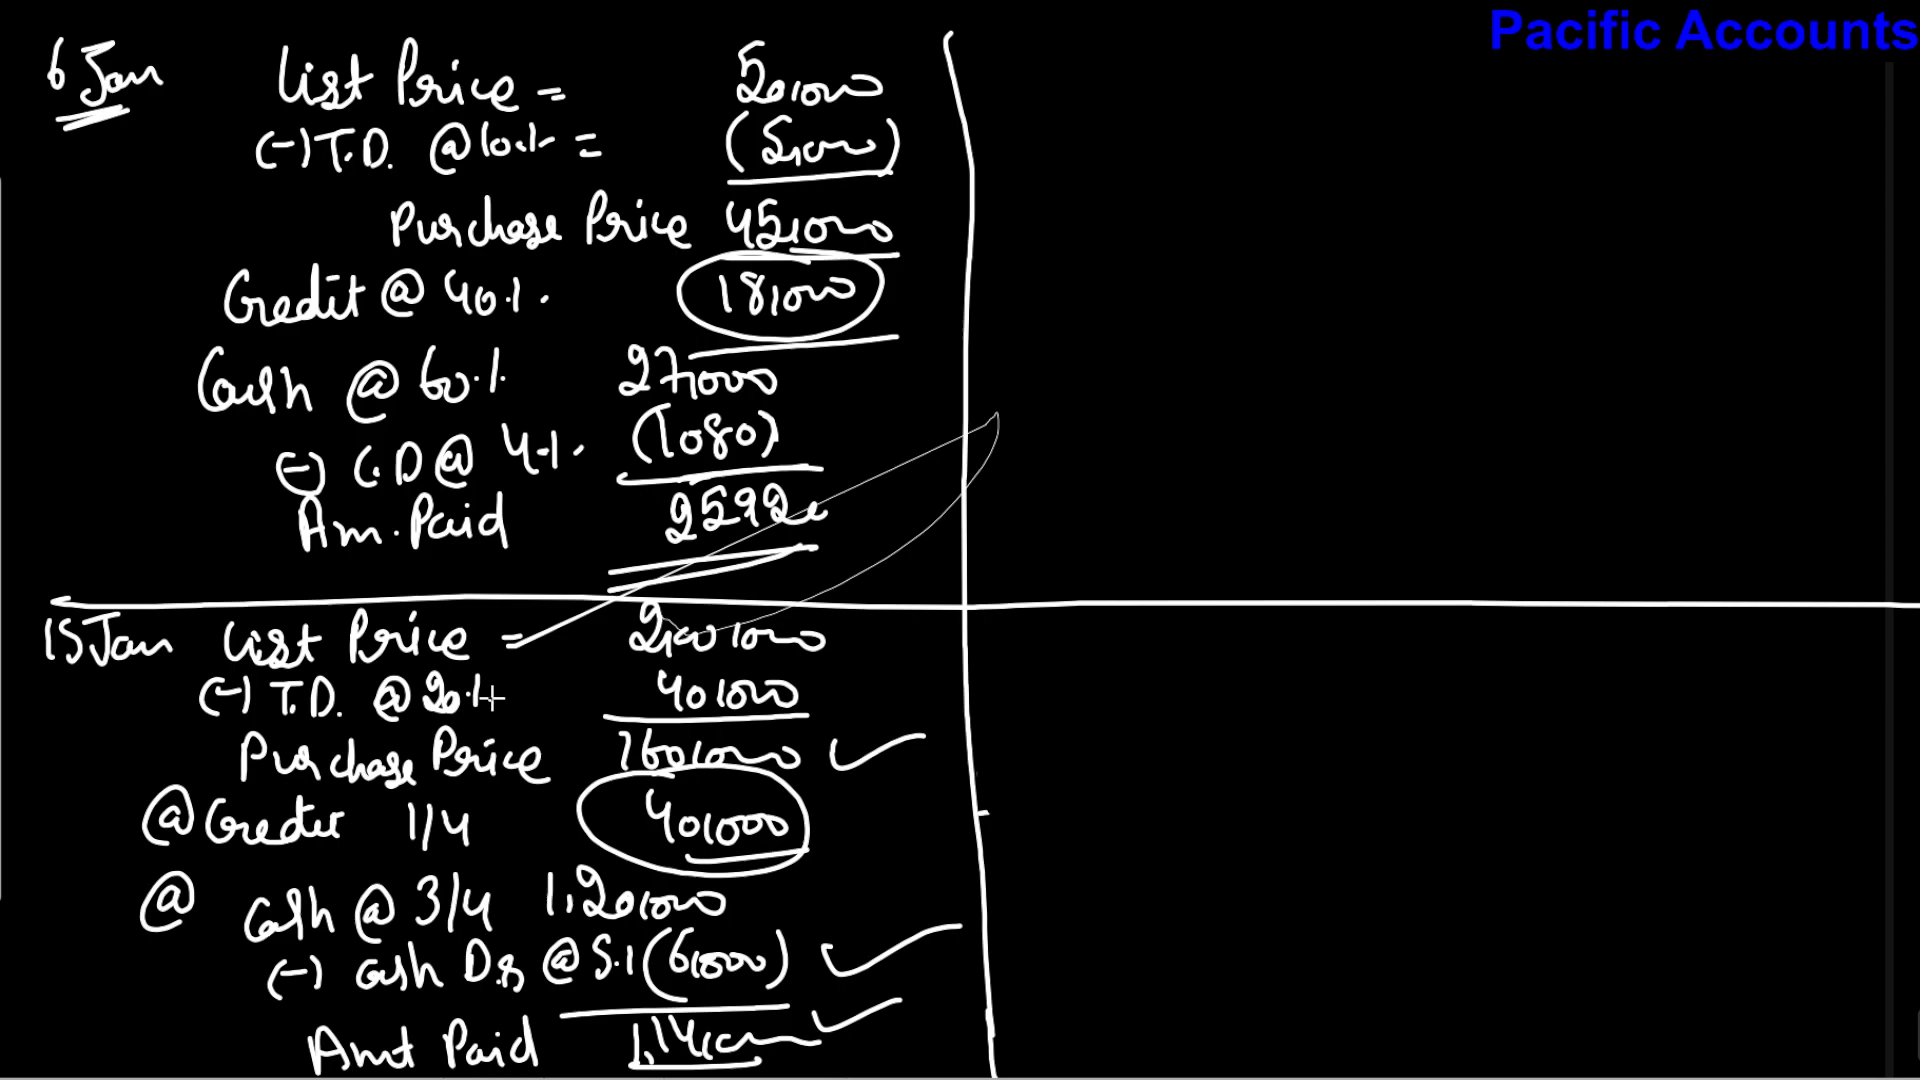 Pacific Accounts
6 Jan List Price = 50,000
(-) T.D. @ 10% = (5,000)
Purchase Price 45,000
Credit @ 40%. 18,000
Cash @ 60% 27,000
(-) C.D @ 4%. (1080)
Am. Paid 25920
15 Jan List Price = 2,00,000
(-) T.D. @ 20% 40,000
Purchase Price 160,000
@ Credit 1/4 40,000
@ Cash @ 3/4 1,20,000
(-) Cash Dis @ 5% (6,000)
Amt Paid 1,14,000